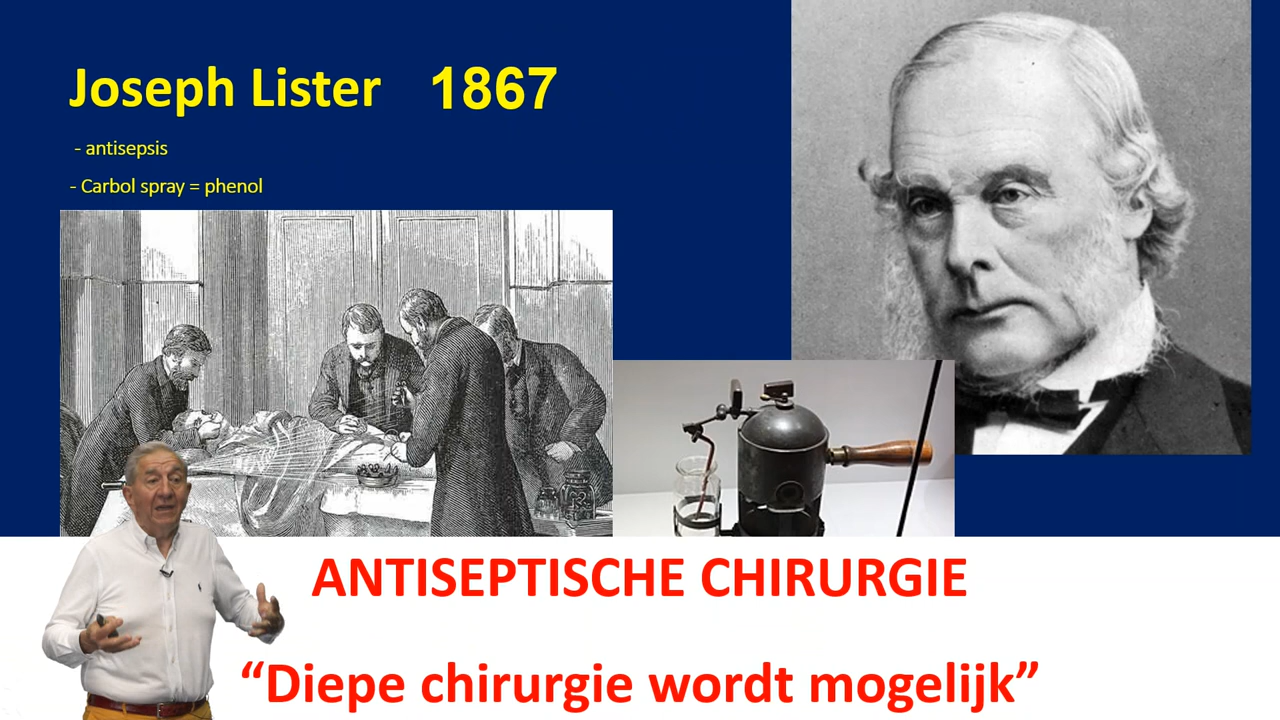 Joseph Lister 1867
- antisepsis
- Carbol spray = phenol
ANTISEPTISCHE CHIRURGIE
“Diepe chirurgie wordt mogelijk”